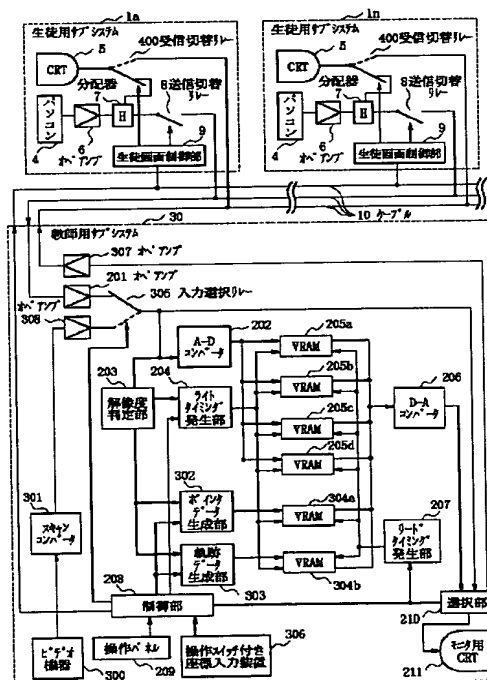 生徒用サブシステム
1a
5
CRT
400受信切替リレー
分配器
7
8送信切替
リレー
パソコン
H
4
6
オペアンプ
9
生徒画面制御部
生徒用サブシステム
1n
5
CRT
400受信切替リレー
分配器
7
8送信切替
リレー
パソコン
H
4
6
オペアンプ
9
生徒画面制御部
10 ケーブル
30
教師用サブシステム
307 オペアンプ
201 オペアンプ
オペアンプ
305 入力選択リレー
308
A-D
コンバータ
202
205a
VRAM
205b
VRAM
205c
VRAM
205d
VRAM
206
D-A
コンバータ
203
解像度
判定部
204
ライト
タイミング
発生部
302
ポインタ
データ
生成部
304a
VRAM
207
リード
タイミング
発生部
301
スキャン
コンバータ
軌跡
データ
生成部
303
VRAM
304b
208
制御部
選択部
210
ビデオ
機器
300
操作パネル
209
操作スイッチ付き
座標入力装置
306
モニタ用
CRT
211